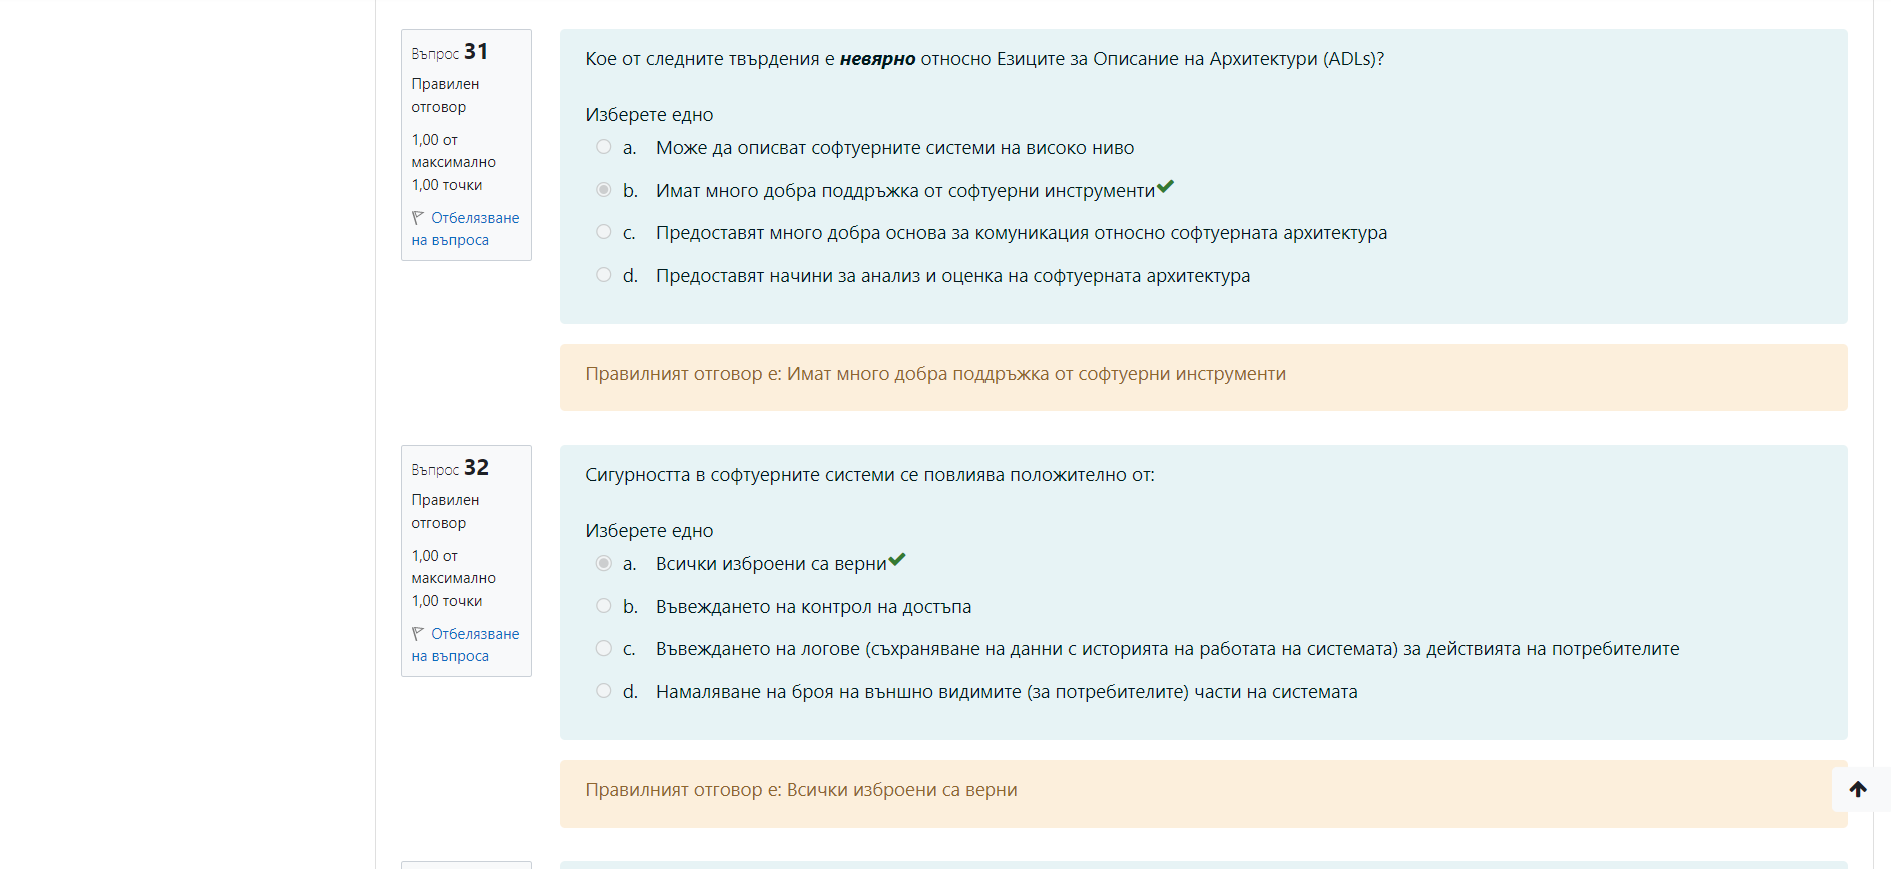 Въпрос 31
Правилен
отговор
1,00 от
максимално
1,00 точки
Отбелязване
на въпроса
Кое от следните твърдения е невярно относно Езиците за Описание на Архитектури (ADLs)?
Изберете едно
a. Може да описват софтуерните системи на високо ниво
b. Имат много добра поддръжка от софтуерни инструменти
c. Предоставят много добра основа за комуникация относно софтуерната архитектура
d. Предоставят начини за анализ и оценка на софтуерната архитектура
Правилният отговор е: Имат много добра поддръжка от софтуерни инструменти
Въпрос 32
Правилен
отговор
1,00 от
максимално
1,00 точки
Отбелязване
на въпроса
Сигурността в софтуерните системи се повлиява положително от:
Изберете едно
a. Всички изброени са верни
b. Въвеждането на контрол на достъпа
c. Въвеждането на логове (съхраняване на данни с историята на работата на системата) за действията на потребителите
d. Намаляване на броя на външно видимите (за потребителите) части на системата
Правилният отговор е: Всички изброени са верни